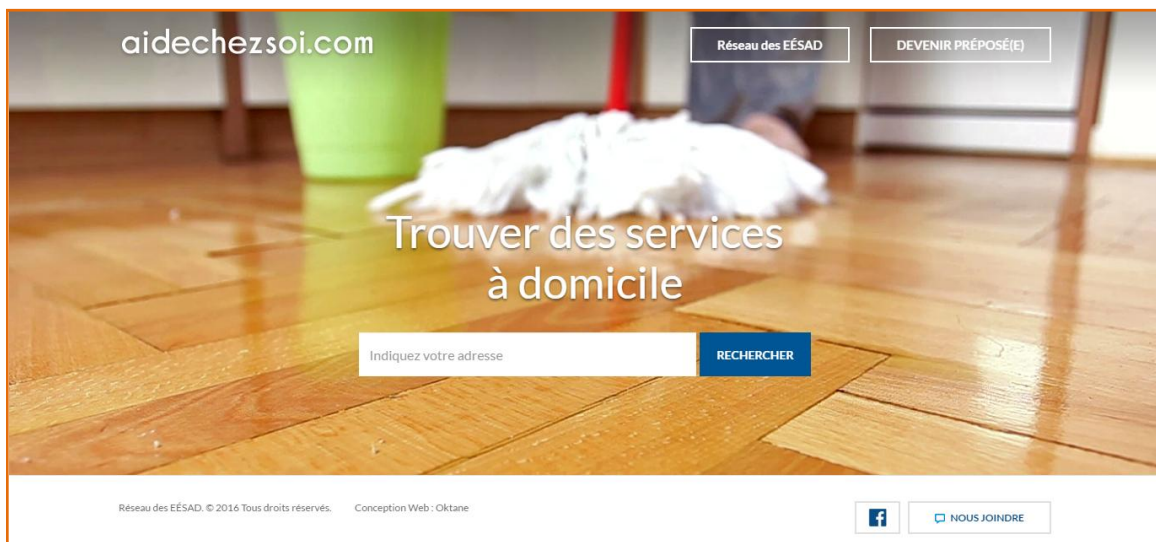 aidechezsoi.com
Réseau des EÉSAD
DEVENIR PRÉPOSÉ(E)
Trouver des services
à domicile
Indiquez votre adresse
RECHERCHER
Réseau des EÉSAD. © 2016 Tous droits réservés.
Conception Web : Oktane
NOUS JOINDRE